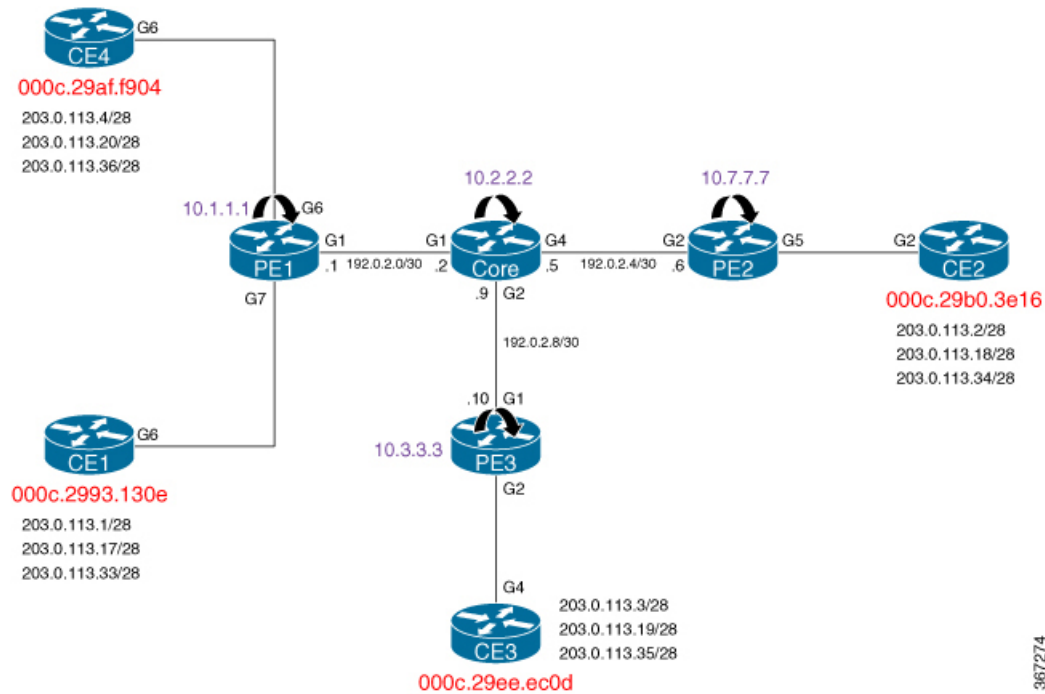 G6
CE4
000c.29af.f904
203.0.113.4/28
203.0.113.20/28
203.0.113.36/28
10.1.1.1
G6
PE1
G1
.1
192.0.2.0/30
G7
10.2.2.2
G1
.2
Core
G4
.5
192.0.2.4/30
.9
G2
10.7.7.7
G2
.6
PE2
G5
G2
CE2
000c.29b0.3e16
203.0.113.2/28
203.0.113.18/28
203.0.113.34/28
192.0.2.8/30
.10
G1
10.3.3.3
PE3
G2
G6
CE1
000c.2993.130e
203.0.113.1/28
203.0.113.17/28
203.0.113.33/28
G4
CE3
000c.29ee.ec0d
203.0.113.3/28
203.0.113.19/28
203.0.113.35/28
367274